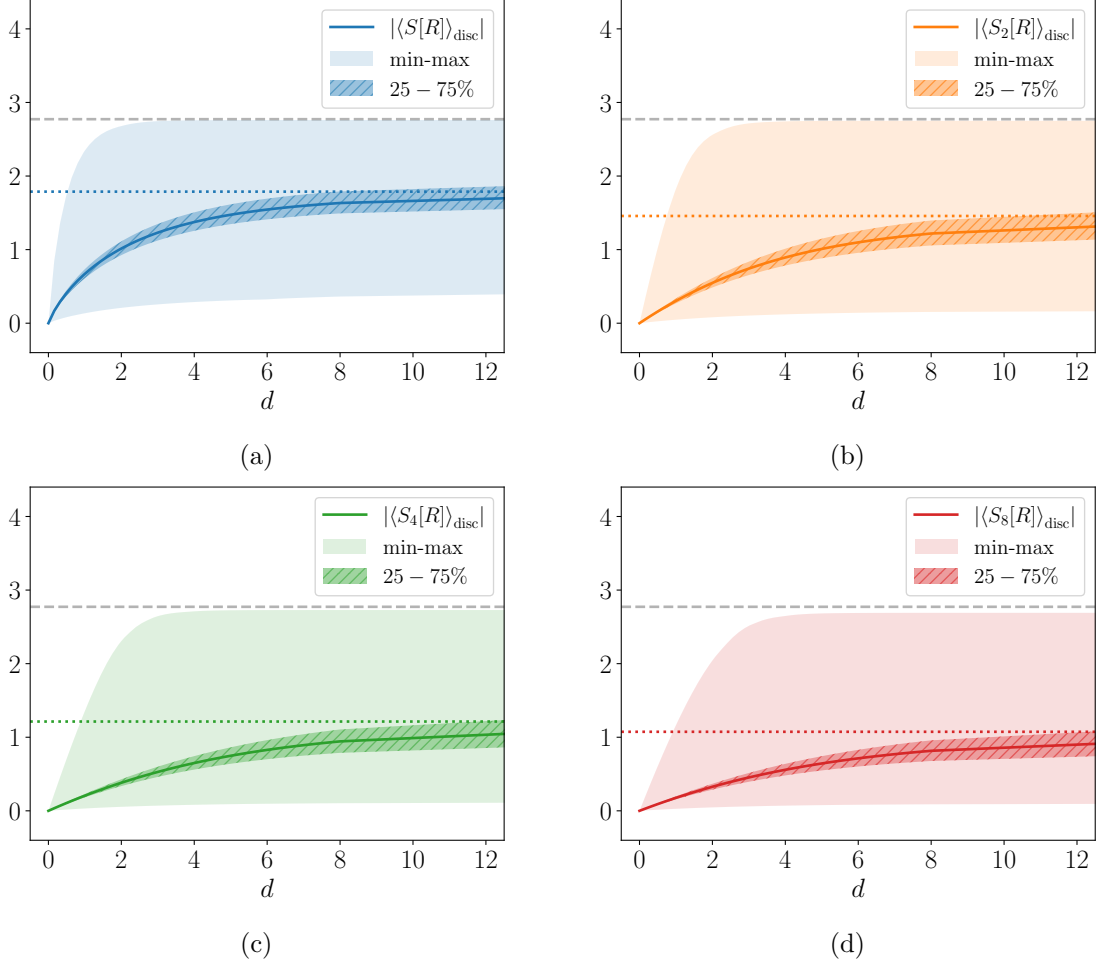 4
3
2
1
0
0 2 4 6 8 10 12
d
|⟨S[R]⟩disc|
min-max
25 − 75%
(a)
4
3
2
1
0
0 2 4 6 8 10 12
d
|⟨S₂[R]⟩disc|
min-max
25 − 75%
(b)
4
3
2
1
0
0 2 4 6 8 10 12
d
|⟨S₄[R]⟩disc|
min-max
25 − 75%
(c)
4
3
2
1
0
0 2 4 6 8 10 12
d
|⟨S₈[R]⟩disc|
min-max
25 − 75%
(d)